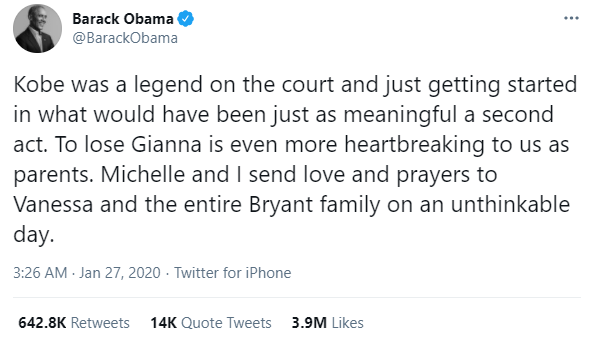 Barack Obama
@BarackObama
Kobe was a legend on the court and just getting started
in what would have been just as meaningful a second
act. To lose Gianna is even more heartbreaking to us as
parents. Michelle and I send love and prayers to
Vanessa and the entire Bryant family on an unthinkable
day.
3:26 AM · Jan 27, 2020 · Twitter for iPhone
642.8K Retweets 14K Quote Tweets 3.9M Likes